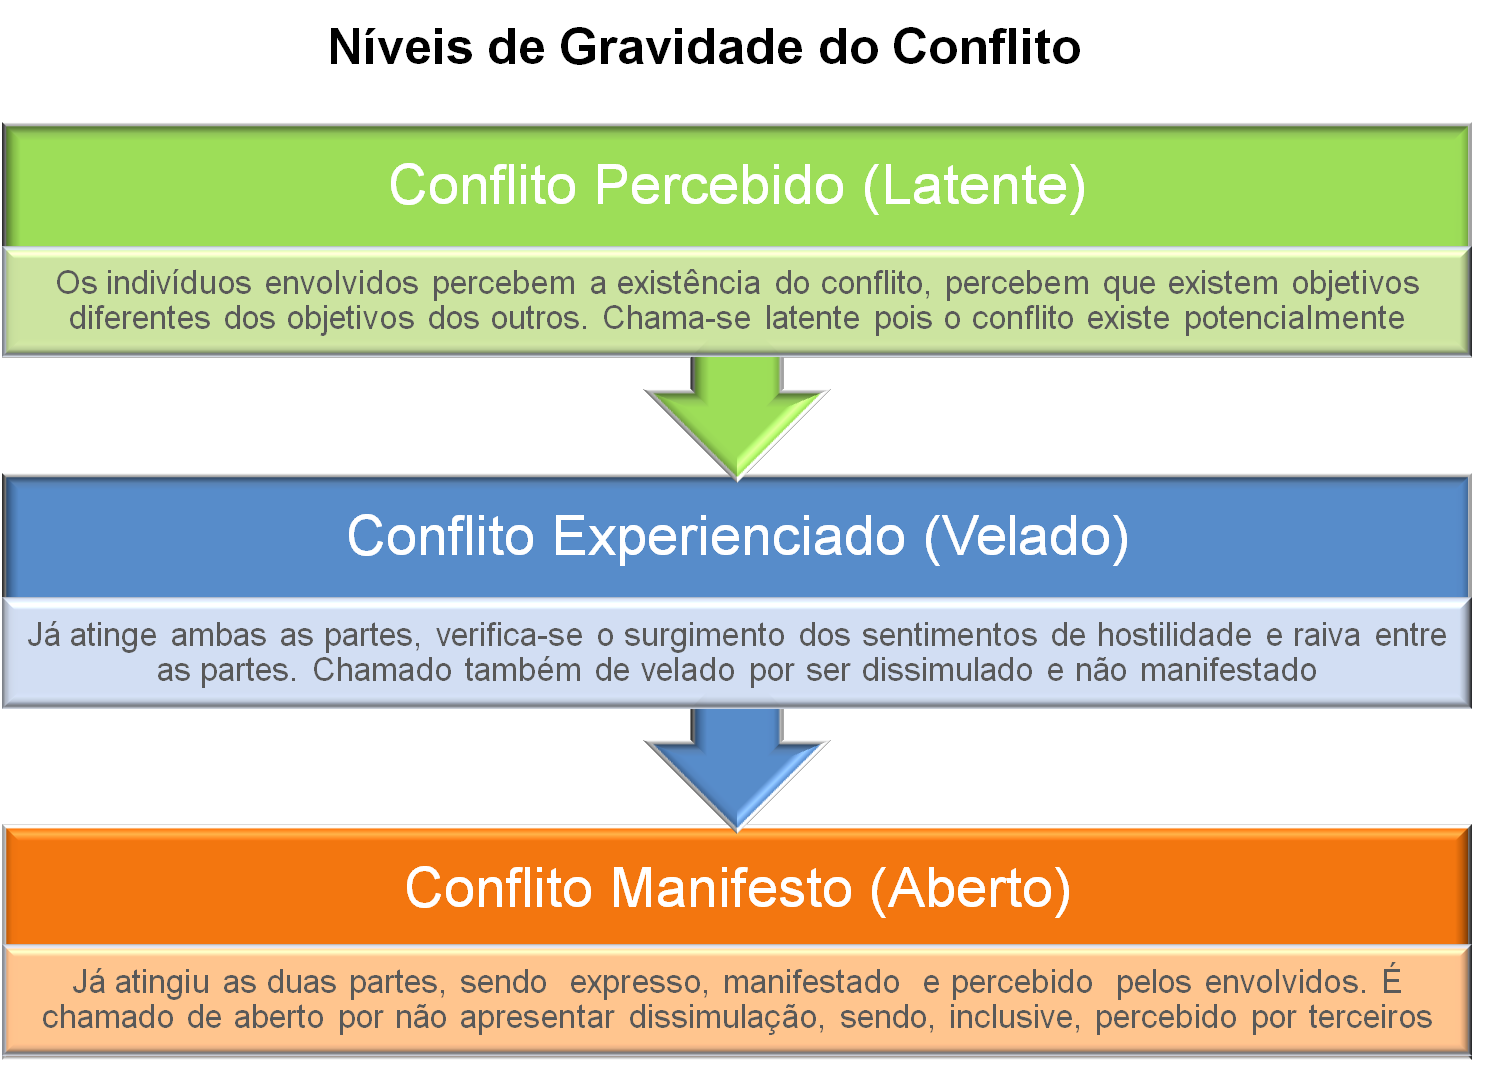 Níveis de Gravidade do Conflito
Conflito Percebido (Latente)
Os indivíduos envolvidos percebem a existência do conflito, percebem que existem objetivos
diferentes dos objetivos dos outros. Chama-se latente pois o conflito existe potencialmente
Conflito Experienciado (Velado)
Já atinge ambas as partes, verifica-se o surgimento dos sentimentos de hostilidade e raiva entre
as partes. Chamado também de velado por ser dissimulado e não manifestado
Conflito Manifesto (Aberto)
Já atingiu as duas partes, sendo expresso, manifestado e percebido pelos envolvidos. É
chamado de aberto por não apresentar dissimulação, sendo, inclusive, percebido por terceiros